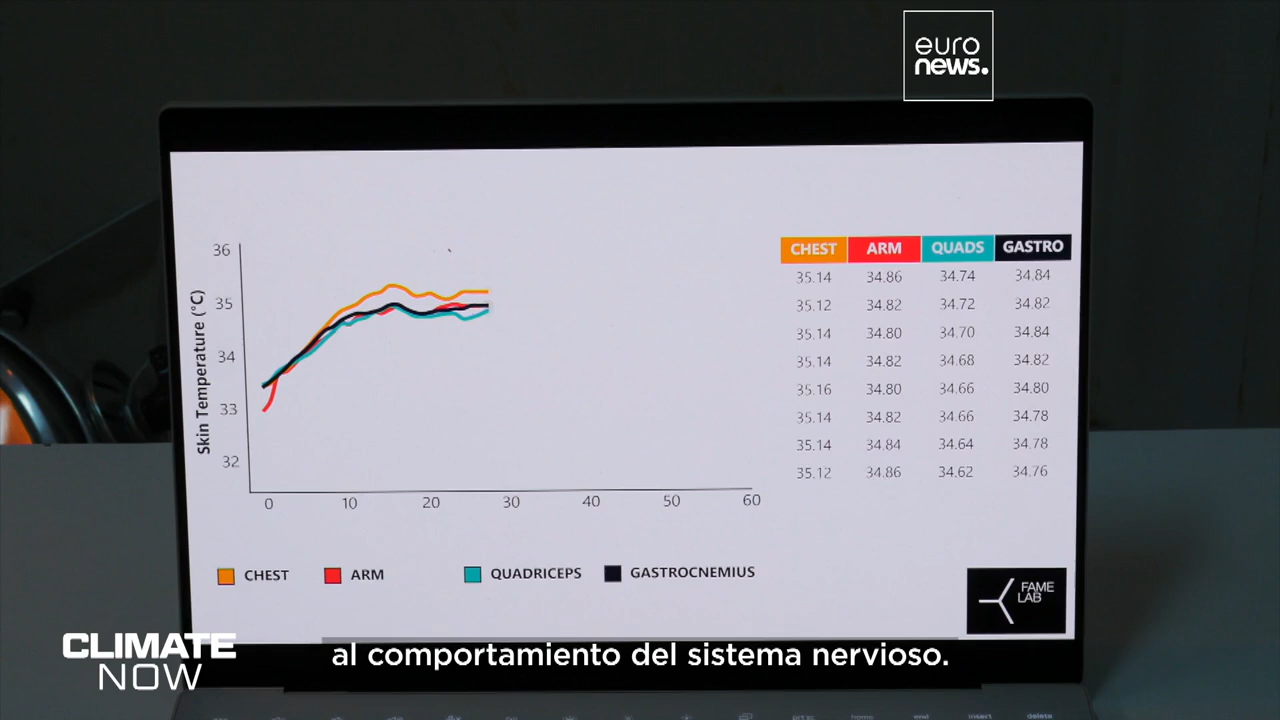 euro
news.
36
35
34
33
32
Skin Temperature (°C)
0 10 20 30 40 50 60
CHEST ARM QUADRICEPS GASTROCNEMIUS
CHEST ARM QUADS GASTRO
35.14 34.86 34.74 34.84
35.12 34.82 34.72 34.82
35.14 34.80 34.70 34.84
35.14 34.82 34.68 34.82
35.16 34.80 34.66 34.80
35.14 34.82 34.66 34.78
35.14 34.84 34.64 34.78
35.12 34.86 34.62 34.76
FAME
LAB
CLIMATE
NOW
al comportamiento del sistema nervioso.
home end insert delete